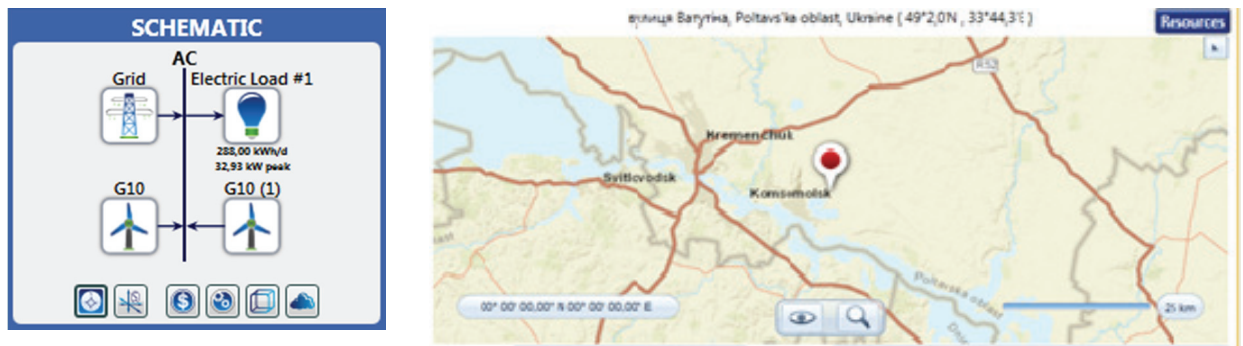 SCHEMATIC
AC
Grid
Electric Load #1
288,00 kWh/d
32,93 kW peak
G10
G10 (1)
вулиця Ватутіна, Poltavs'ka oblast, Ukraine ( 49°2,0N , 33°44,3'E )
Resources
R52
Kremenchuk
Svitlovodsk
Komsomolsk
Poltavska oblast
00° 00' 00,00" N 00° 00' 00,00" E
25 km